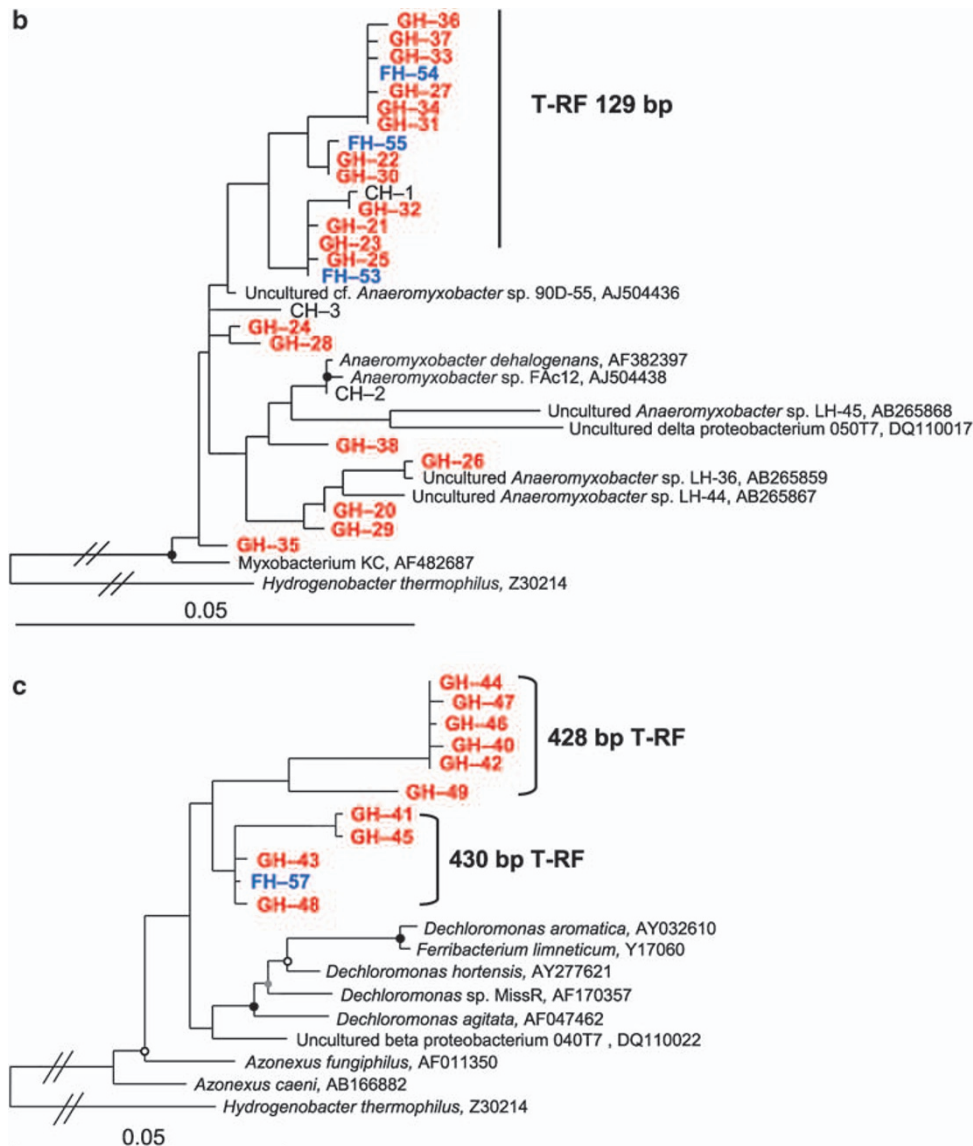 b
GH–36
GH–37
GH–33
FH–54
GH–27
GH–34
GH–31
T-RF 129 bp
FH–55
GH–22
GH–30
CH–1
GH–32
GH–21
GH–23
GH–25
FH–53
Uncultured cf. Anaeromyxobacter sp. 90D-55, AJ504436
CH–3
GH–24
GH–28
Anaeromyxobacter dehalogenans, AF382397
Anaeromyxobacter sp. FAc12, AJ504438
CH–2
Uncultured Anaeromyxobacter sp. LH-45, AB265868
Uncultured delta proteobacterium 050T7, DQ110017
GH–38
GH–26
Uncultured Anaeromyxobacter sp. LH-36, AB265859
Uncultured Anaeromyxobacter sp. LH-44, AB265867
GH–20
GH–29
GH–35
Myxobacterium KC, AF482687
Hydrogenobacter thermophilus, Z30214
0.05
c
GH–44
GH–47
GH–46
GH–40
GH–42
428 bp T-RF
GH–49
GH–41
GH–45
GH–43
430 bp T-RF
FH–57
GH–48
Dechloromonas aromatica, AY032610
Ferribacterium limneticum, Y17060
Dechloromonas hortensis, AY277621
Dechloromonas sp. MissR, AF170357
Dechloromonas agitata, AF047462
Uncultured beta proteobacterium 040T7 , DQ110022
Azonexus fungiphilus, AF011350
Azonexus caeni, AB166882
Hydrogenobacter thermophilus, Z30214
0.05